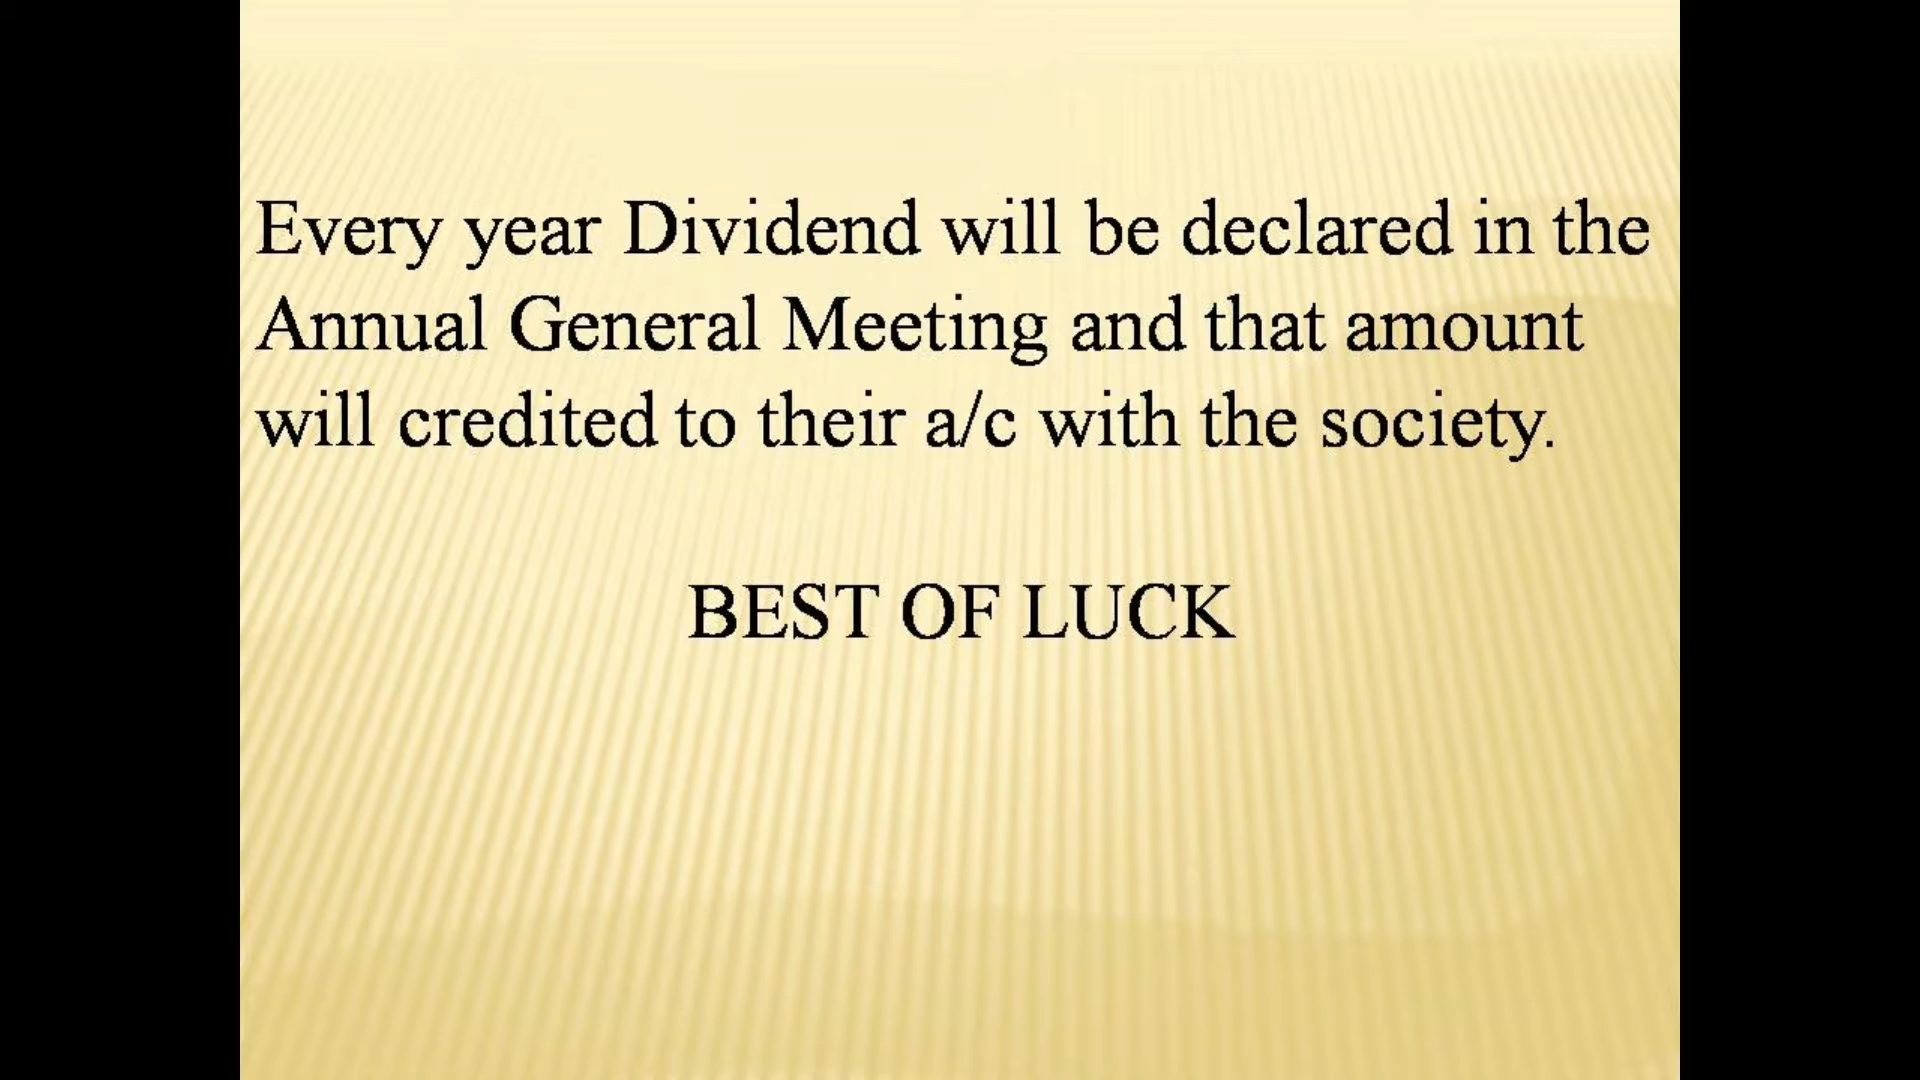 Every year Dividend will be declared in the
Annual General Meeting and that amount
will credited to their a/c with the society.
BEST OF LUCK